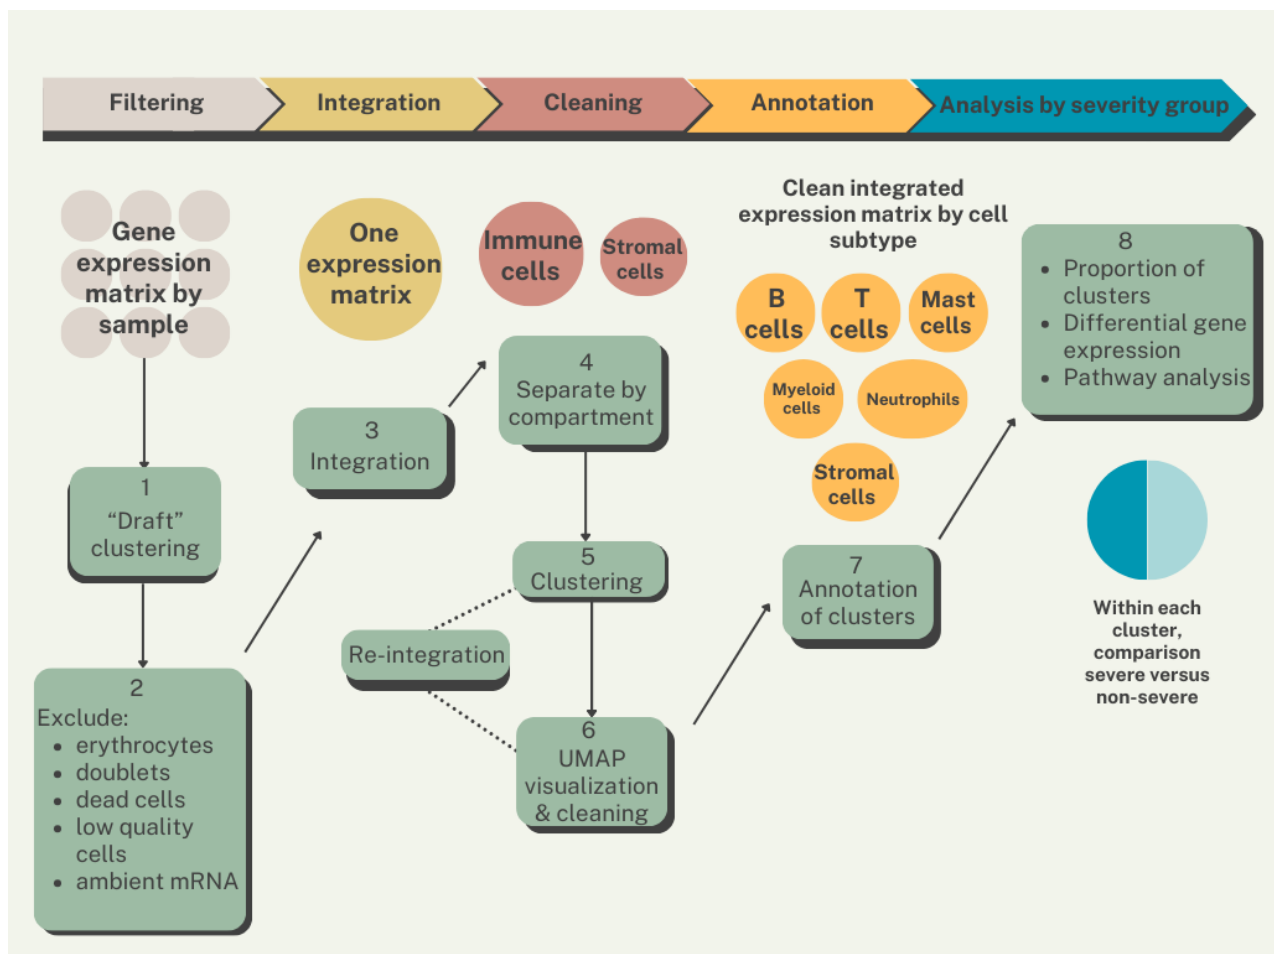 Filtering
Integration
Cleaning
Annotation
Analysis by severity group
Gene
expression
matrix by
sample
1
“Draft”
clustering
2
Exclude:
• erythrocytes
• doublets
• dead cells
• low quality
cells
• ambient mRNA
One
expression
matrix
3
Integration
Immune
cells
Stromal
cells
4
Separate by
compartment
5
Clustering
Re-integration
6
UMAP
visualization
& cleaning
Clean integrated
expression matrix by cell
subtype
B
cells
T
cells
Mast
cells
Myeloid
cells
Neutrophils
Stromal
cells
7
Annotation
of clusters
8
• Proportion of
clusters
• Differential gene
expression
• Pathway analysis
Within each
cluster,
comparison
severe versus
non-severe